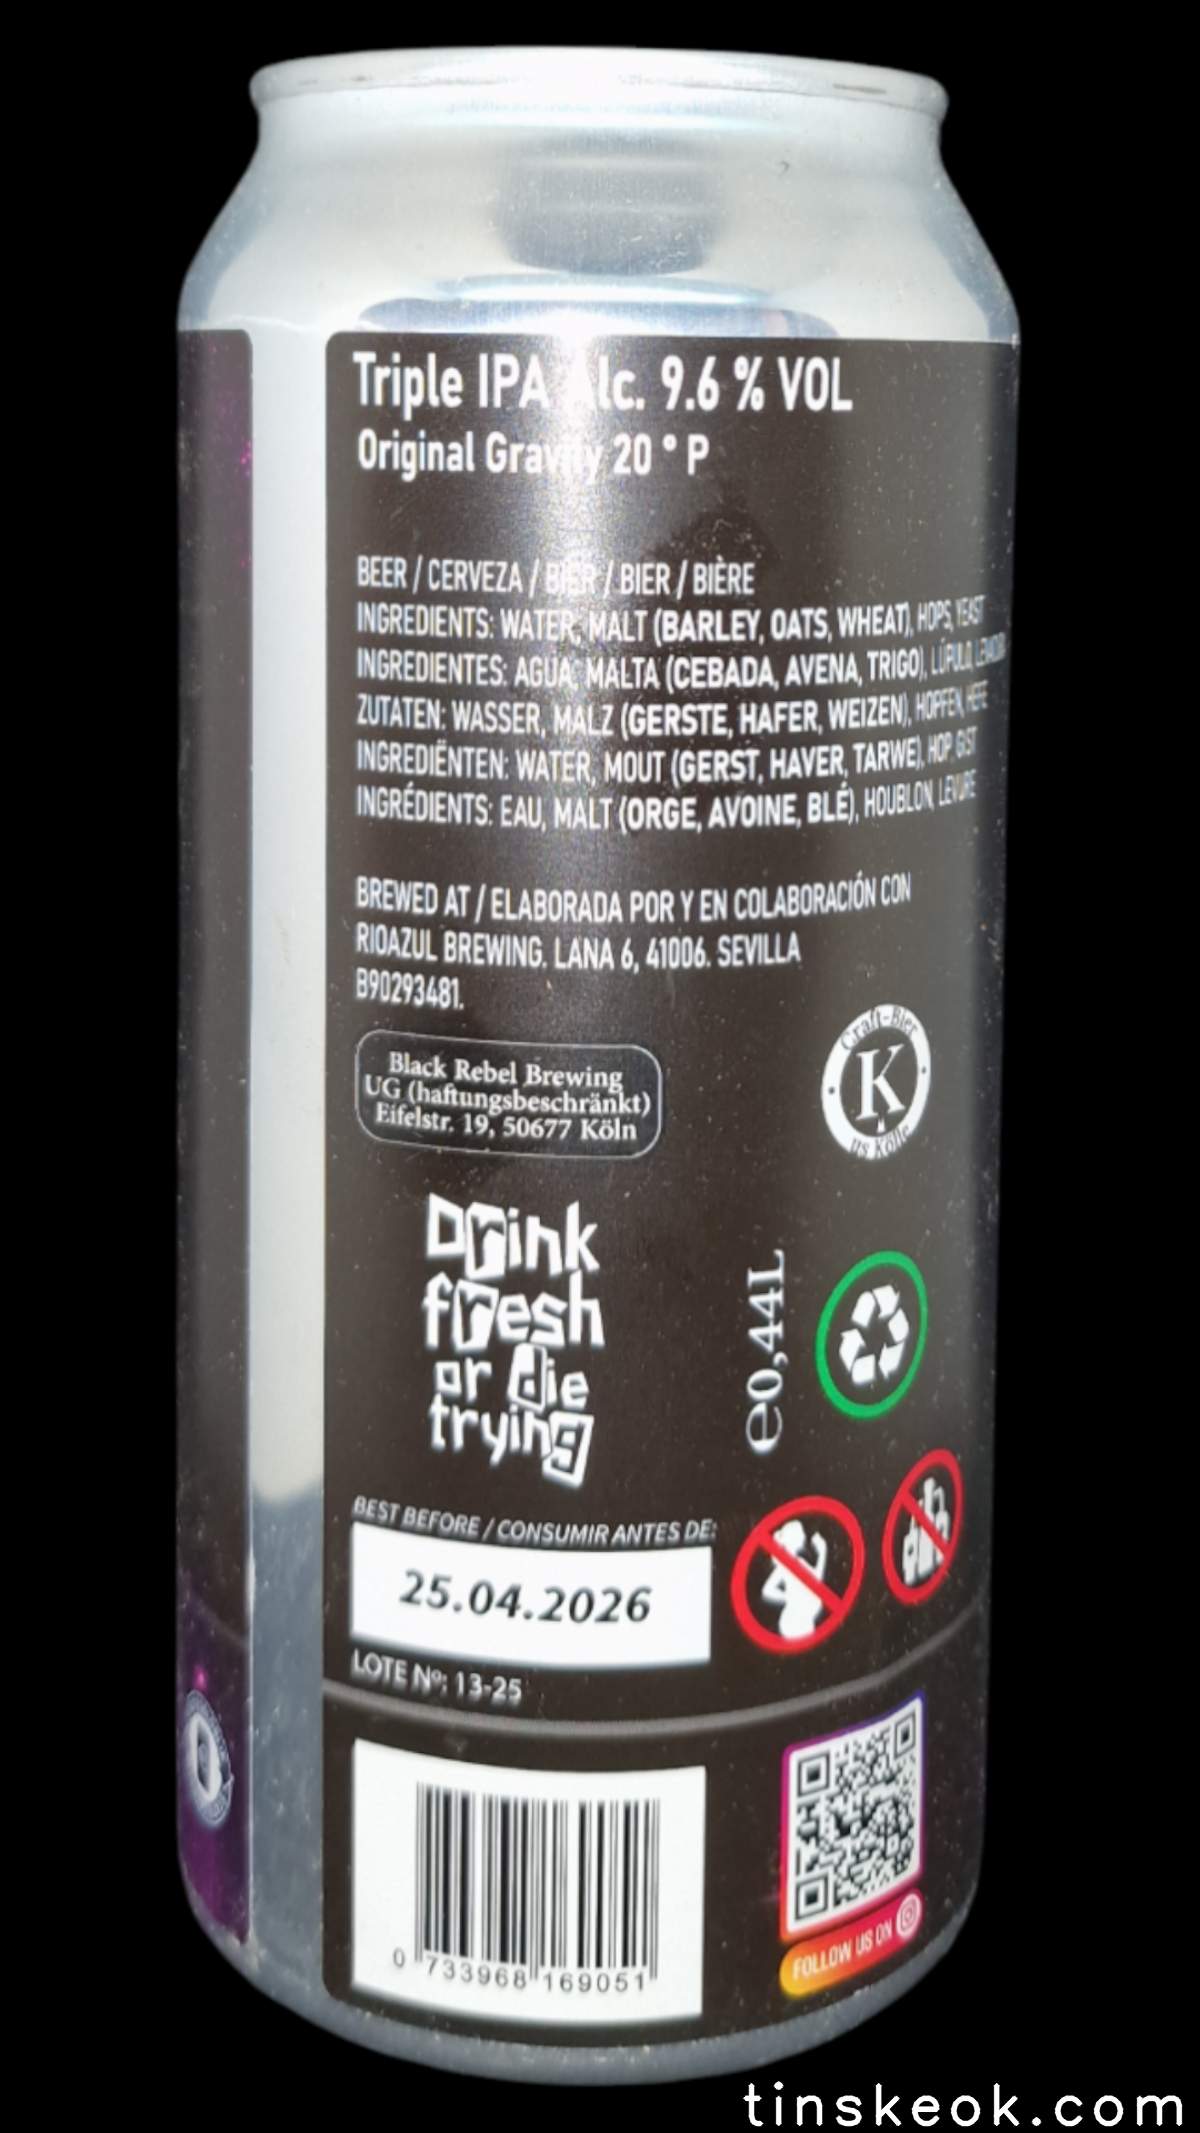 Triple IPA Alc. 9.6 % VOL
Original Gravity 20 ° P
BEER / CERVEZA / BIER / BIER / BIÈRE
INGREDIENTS: WATER, MALT (BARLEY, OATS, WHEAT), HOPS, YEAST
INGREDIENTES: AGUA, MALTA (CEBADA, AVENA, TRIGO), LÚPULO,
ZUTATEN: WASSER, MALZ (GERSTE, HAFER, WEIZEN), HOPFEN, HEFE
INGREDIËNTEN: WATER, MOUT (GERST, HAVER, TARWE), HOP, GIST
INGRÉDIENTS: EAU, MALT (ORGE, AVOINE, BLÉ), HOUBLON, LEVURE
BREWED AT / ELABORADA POR Y EN COLABORACIÓN CON
RIOAZUL BREWING. LANA 6, 41006. SEVILLA
B90293481.
Black Rebel Brewing
UG (haftungsbeschränkt)
Eifelstr. 19, 50677 Köln
Craft-Bier
K
us Kölle
Drink
fresh
or die
trying
e0,44L
BEST BEFORE / CONSUMIR ANTES DE:
25.04.2026
LOTE Nº: 13-25
0 733968 169051
FOLLOW US ON
tinskeok.com